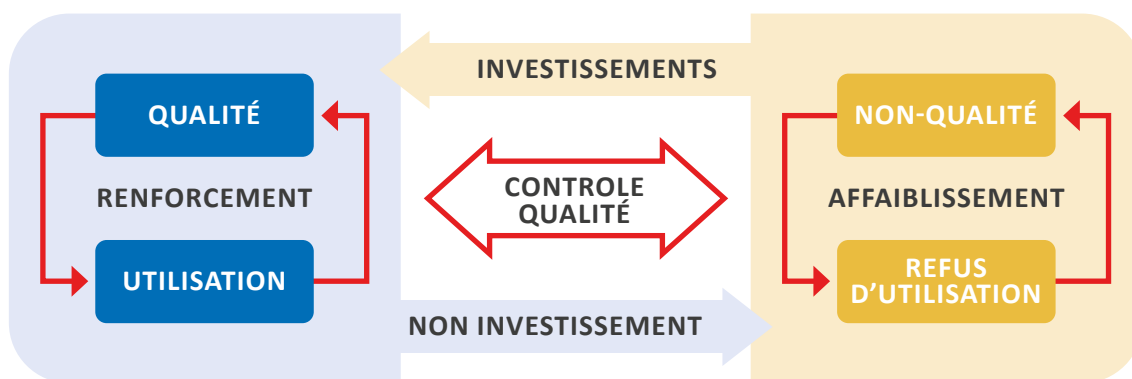 INVESTISSEMENTS
QUALITÉ
RENFORCEMENT
UTILISATION
CONTROLE
QUALITÉ
NON-QUALITÉ
AFFAIBLISSEMENT
REFUS
D’UTILISATION
NON INVESTISSEMENT